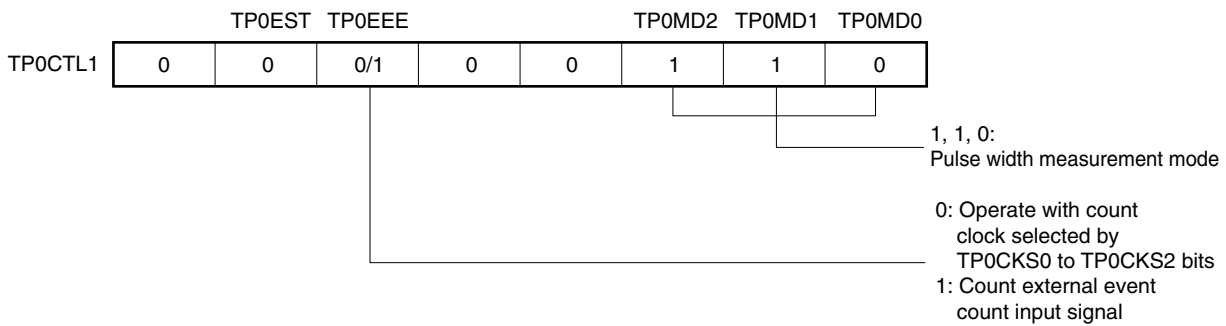 TP0EST TP0EEE TP0MD2 TP0MD1 TP0MD0
TP0CTL1 0 0 0/1 0 0 1 1 0
1, 1, 0:
Pulse width measurement mode
0: Operate with count
clock selected by
TP0CKS0 to TP0CKS2 bits
1: Count external event
count input signal